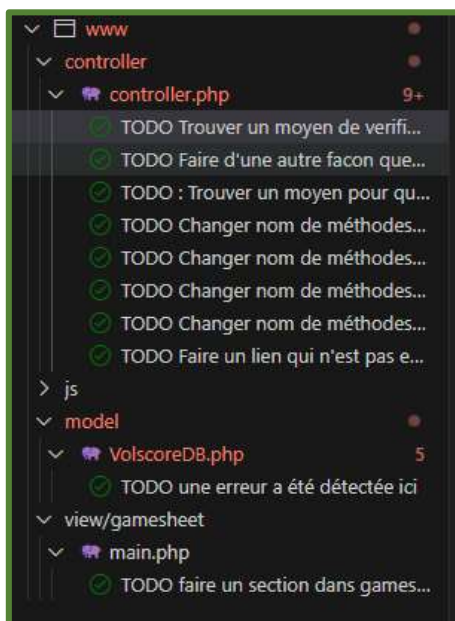 www
controller
controller.php 9+
TODO Trouver un moyen de verifi...
TODO Faire d'une autre facon que...
TODO : Trouver un moyen pour qu...
TODO Changer nom de méthodes...
TODO Changer nom de méthodes...
TODO Changer nom de méthodes...
TODO Changer nom de méthodes...
TODO Faire un lien qui n'est pas e...
js
model
VolscoreDB.php 5
TODO une erreur a été détectée ici
view/gamesheet
main.php
TODO faire un section dans games...